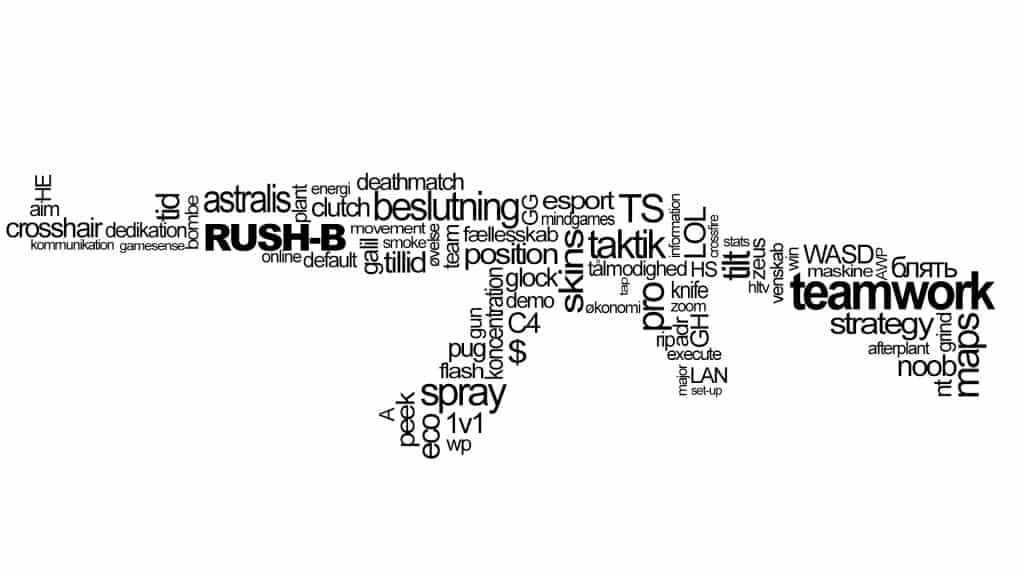 HE
aim
crosshair
kommunikation
dedikation
gamesense
tid
bombe
astralis
RUSH-B
plant
online
default
energi
clutch
deathmatch
beslutning
movement
galil
smoke
tillid
øvelse
team
GG
fællesskab
position
esport
mindgames
TS
skins
taktik
tålmodighed
HS
information
LOL
crossfire
glock
demo
C4
$
koncentration
gun
pug
flash
spray
A
peek
eco
1v1
wp
økonomi
tap
pro
knife
zoom
rip
adr
GH
execute
major
LAN
set-up
stats
tilt
zeus
hltv
venskab
win
WASD
maskine
AWP
блять
teamwork
strategy
grind
maps
afterplant
noob
nt